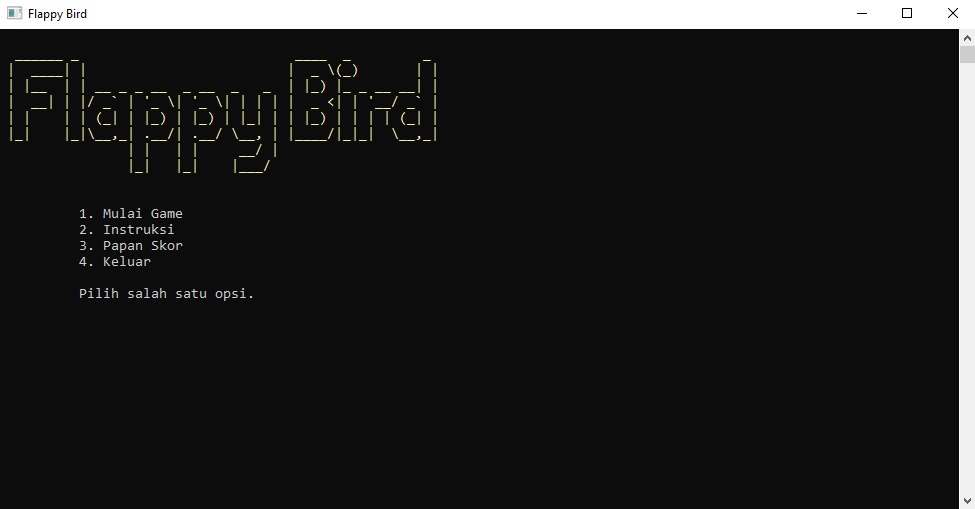 Flappy Bird
Flappy Bird
1. Mulai Game
2. Instruksi
3. Papan Skor
4. Keluar
Pilih salah satu opsi.